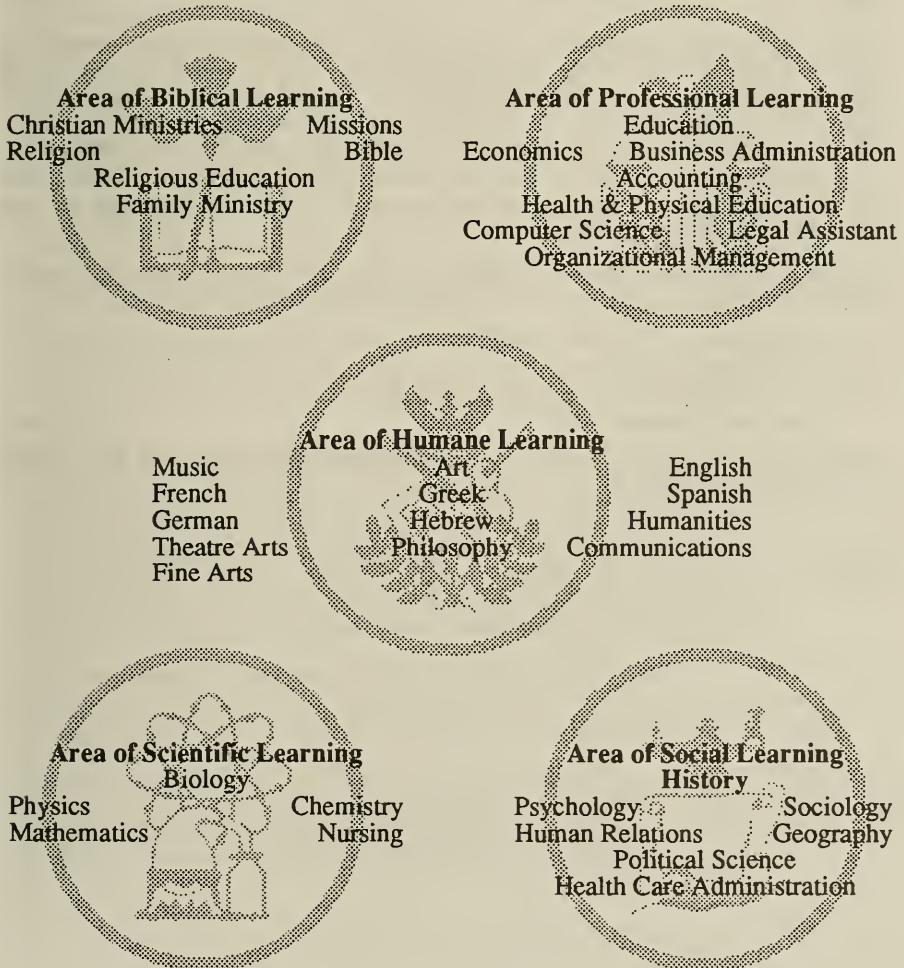 Area of Biblical Learning
Christian Ministries Missions
Religion Bible
Religious Education
Family Ministry
Area of Professional Learning
Education
Economics Business Administration
Accounting
Health & Physical Education
Computer Science Legal Assistant
Organizational Management
Area of Humane Learning
Music Art English
French Greek Spanish
German Hebrew Humanities
Theatre Arts Philosophy Communications
Fine Arts
Area of Scientific Learning
Biology
Physics Chemistry
Mathematics Nursing
Area of Social Learning
History
Psychology Sociology
Human Relations Geography
Political Science
Health Care Administration